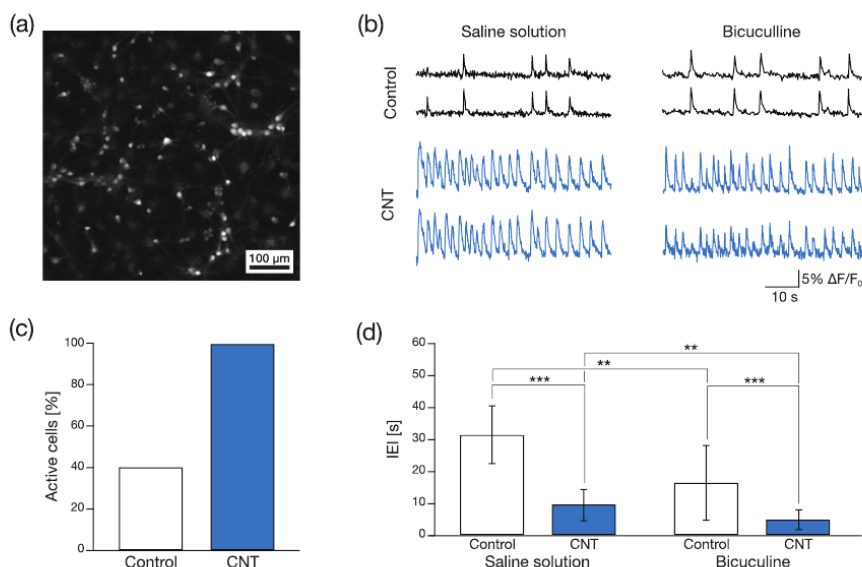 (a)
100 µm
(b)
Saline solution
Bicuculline
Control
CNT
5% ΔF/F₀
10 s
(c)
Active cells [%]
100
80
60
40
20
0
Control
CNT
(d)
IEI [s]
60
50
40
30
20
10
0
**
**
***
***
Control
CNT
Control
CNT
Saline solution
Bicuculine